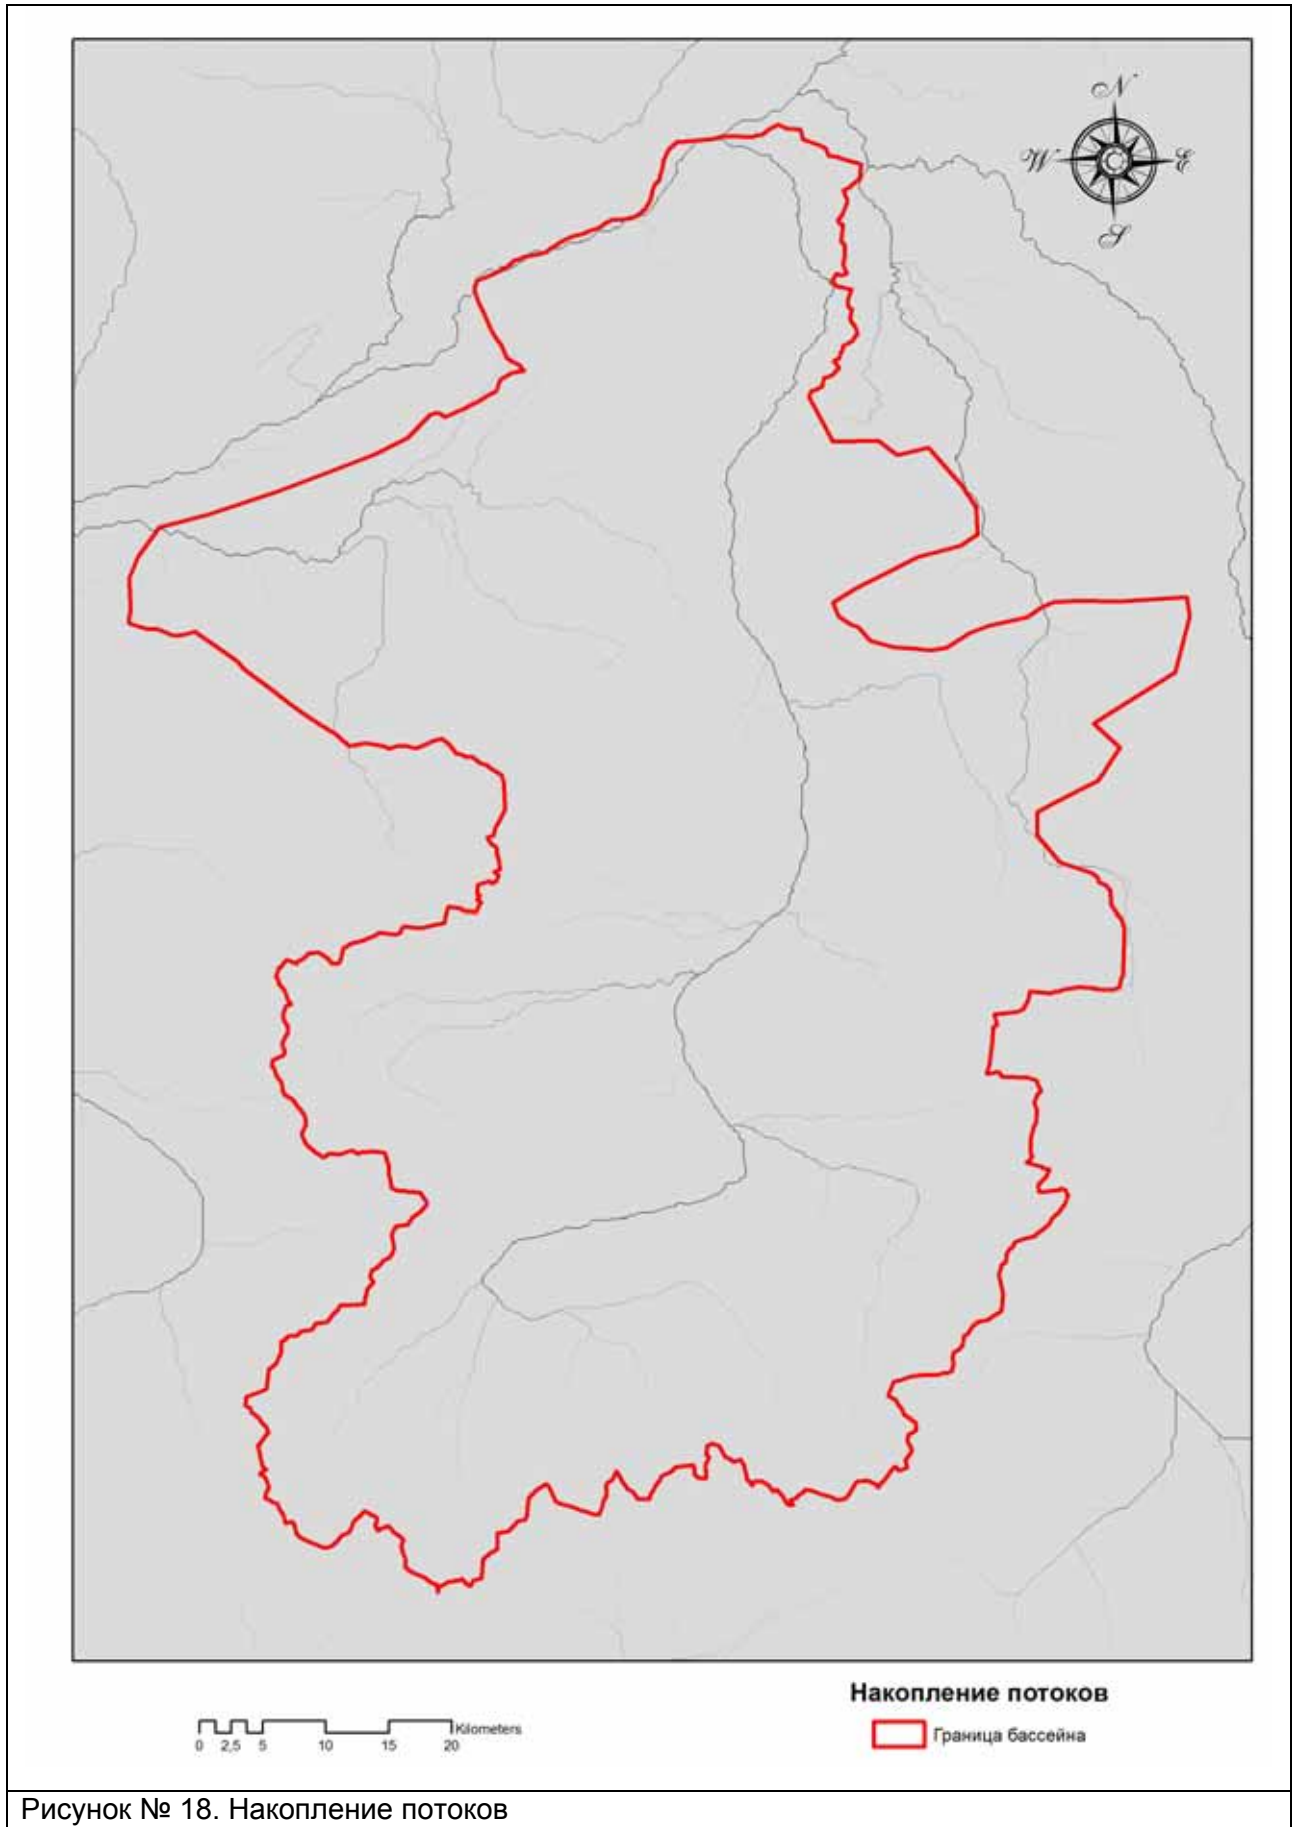 N
W E
S
Накопление потоков
Граница бассейна
Kilometers
0 2,5 5 10 15 20
Рисунок № 18. Накопление потоков